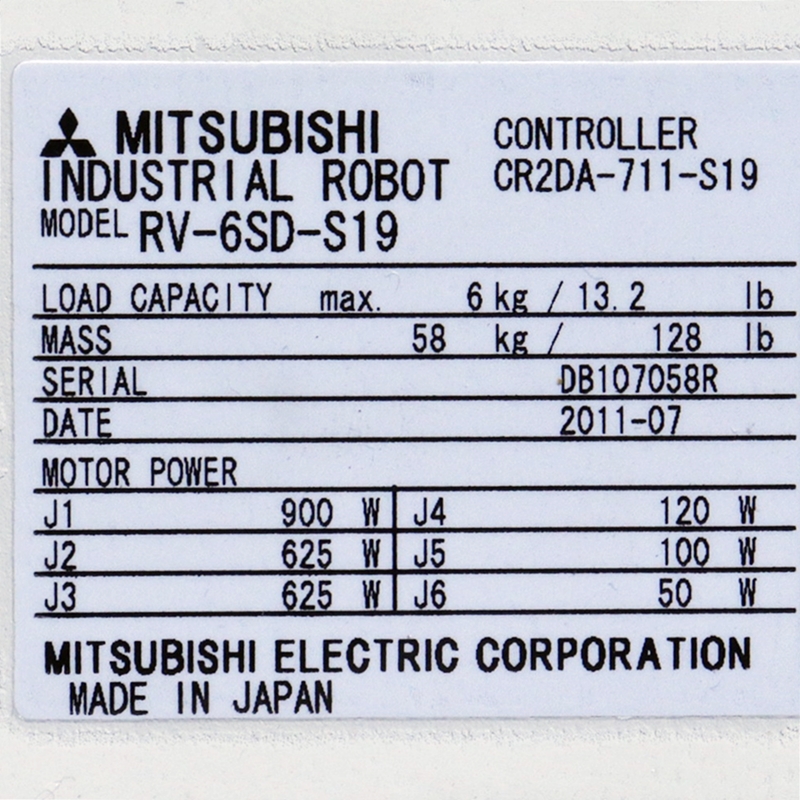 MITSUBISHI
INDUSTRIAL ROBOT
MODEL RV-6SD-S19
CONTROLLER
CR2DA-711-S19
LOAD CAPACITY max. 6 kg / 13.2 lb
MASS 58 kg / 128 lb
SERIAL DB107058R
DATE 2011-07
MOTOR POWER
J1 900 W J4 120 W
J2 625 W J5 100 W
J3 625 W J6 50 W
MITSUBISHI ELECTRIC CORPORATION
MADE IN JAPAN